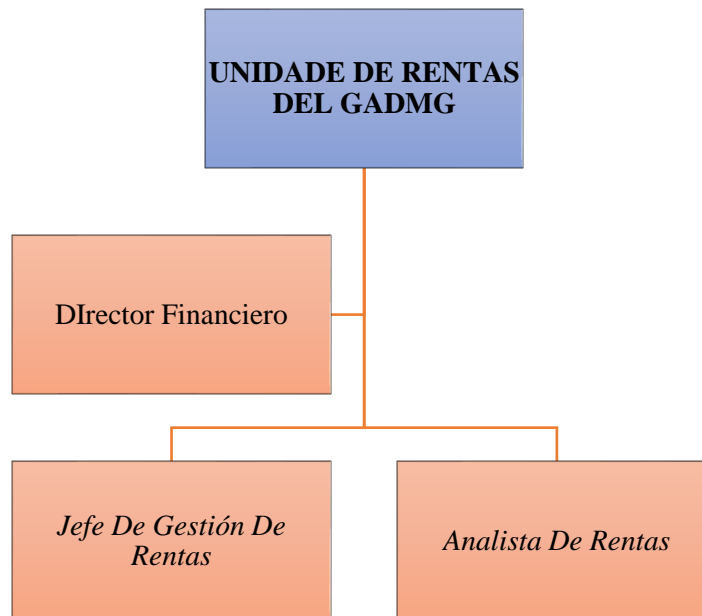 UNIDADE DE RENTAS
DEL GADMG
DIrector Financiero
Jefe De Gestión De
Rentas
Analista De Rentas